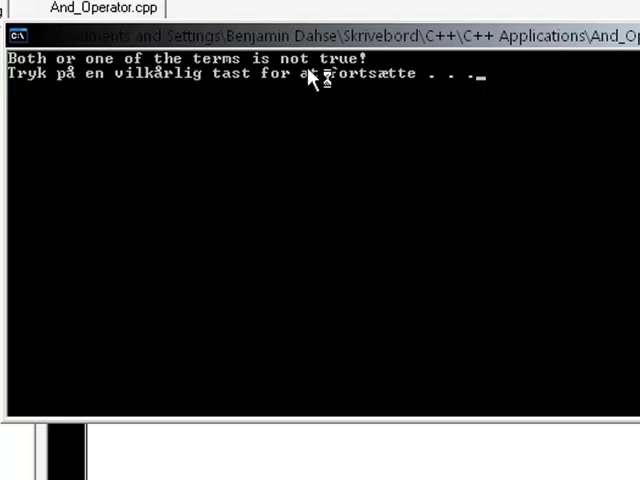 And_Operator.cpp
C:\ uments and Settings\Benjamin Dahse\Skrivebord\C++\C++ Applications\And_Op
Both or one of the terms is not true!
Tryk på en vilkårlig tast for at fortsætte . . ._